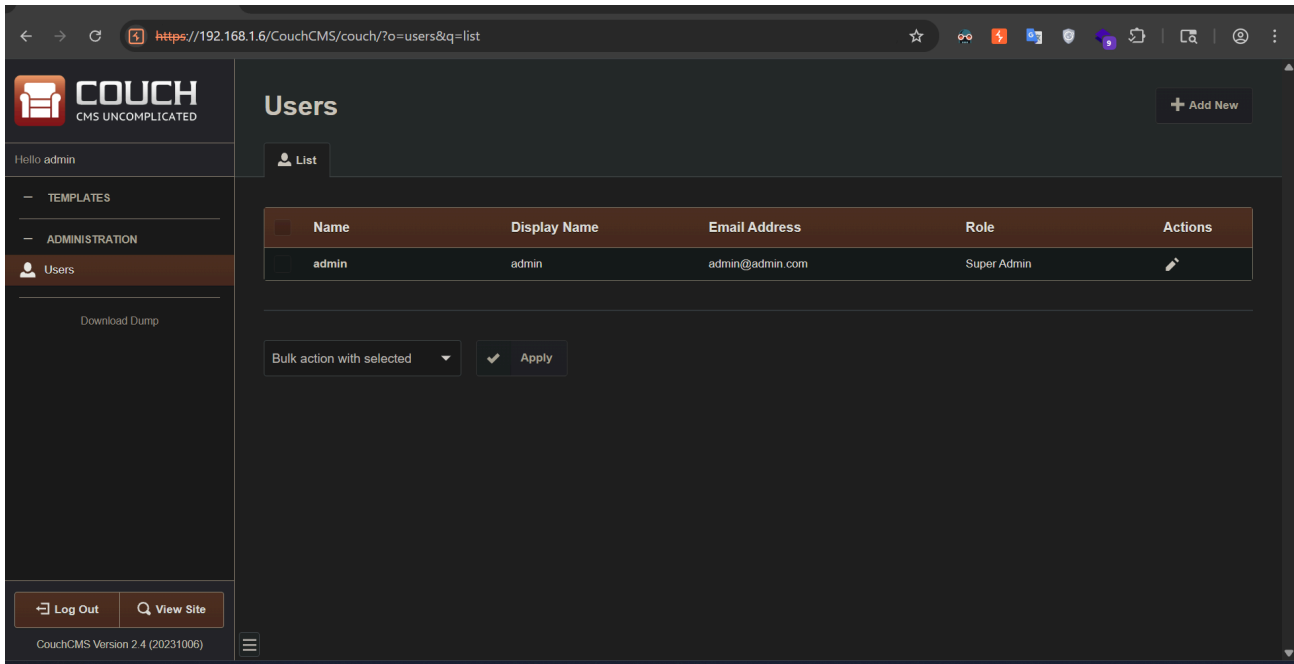 https://192.168.1.6/CouchCMS/couch/?o=users&q=list
9
COUCH
CMS UNCOMPLICATED
Users
+ Add New
Hello admin
List
– TEMPLATES
– ADMINISTRATION
Users
Download Dump
Name Display Name Email Address Role Actions
admin admin admin@admin.com Super Admin
Bulk action with selected
Apply
Log Out
View Site
CouchCMS Version 2.4 (20231006)